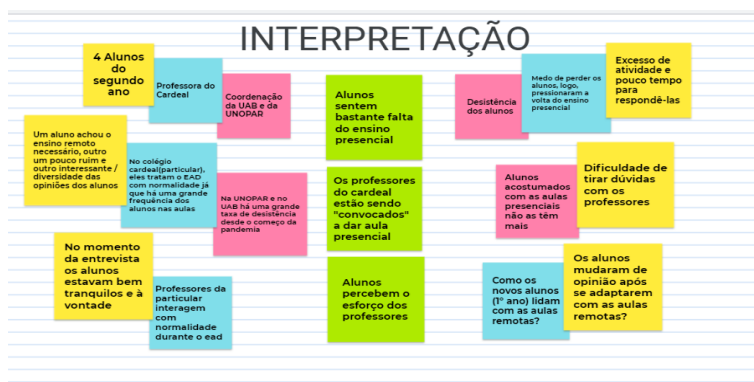 INTERPRETAÇÃO
4 Alunos
do
segundo
ano
Professora do
Cardeal
Coordenação
da UAB e da
UNOPAR
Alunos
sentem
bastante falta
do ensino
presencial
Desistência
dos alunos
Medo de perder os
alunos, logo,
pressionaram a
volta do ensino
presencial
Excesso de
atividade e
pouco tempo
para
respondê-las
Um aluno achou o
ensino remoto
necessário, outro
um pouco ruim e
outro interessante /
diversidade das
opiniões dos alunos
No colégio
cardeal(particular),
eles tratam o EAD
com normalidade já
que há uma grande
frequência dos
alunos nas aulas
Na UNOPAR e no
UAB há uma grande
taxa de desistência
desde o começo da
pandemia
Os professores
do cardeal
estão sendo
"convocados"
a dar aula
presencial
Alunos
acostumados
com as aulas
presenciais
não as têm
mais
Dificuldade de
tirar dúvidas
com os
professores
No momento
da entrevista
os alunos
estavam bem
tranquilos e à
vontade
Professores da
particular
interagem
com
normalidade
durante o ead
Alunos
percebem o
esforço dos
professores
Como os
novos alunos
(1º ano) lidam
com as aulas
remotas?
Os alunos
mudaram de
opinião após
se adaptarem
com as aulas
remotas?